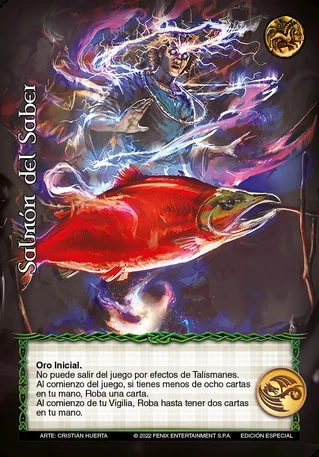 Salmón del Saber
Oro Inicial.
No puede salir del juego por efectos de Talismanes.
Al comienzo del juego, si tienes menos de ocho cartas
en tu mano, Roba una carta.
Al comienzo de tu Vigilia, Roba hasta tener dos cartas
en tu mano.
ARTE: CRISTIÁN HUERTA © 2022 FENIX ENTERTAINMENT S.P.A. EDICIÓN ESPECIAL